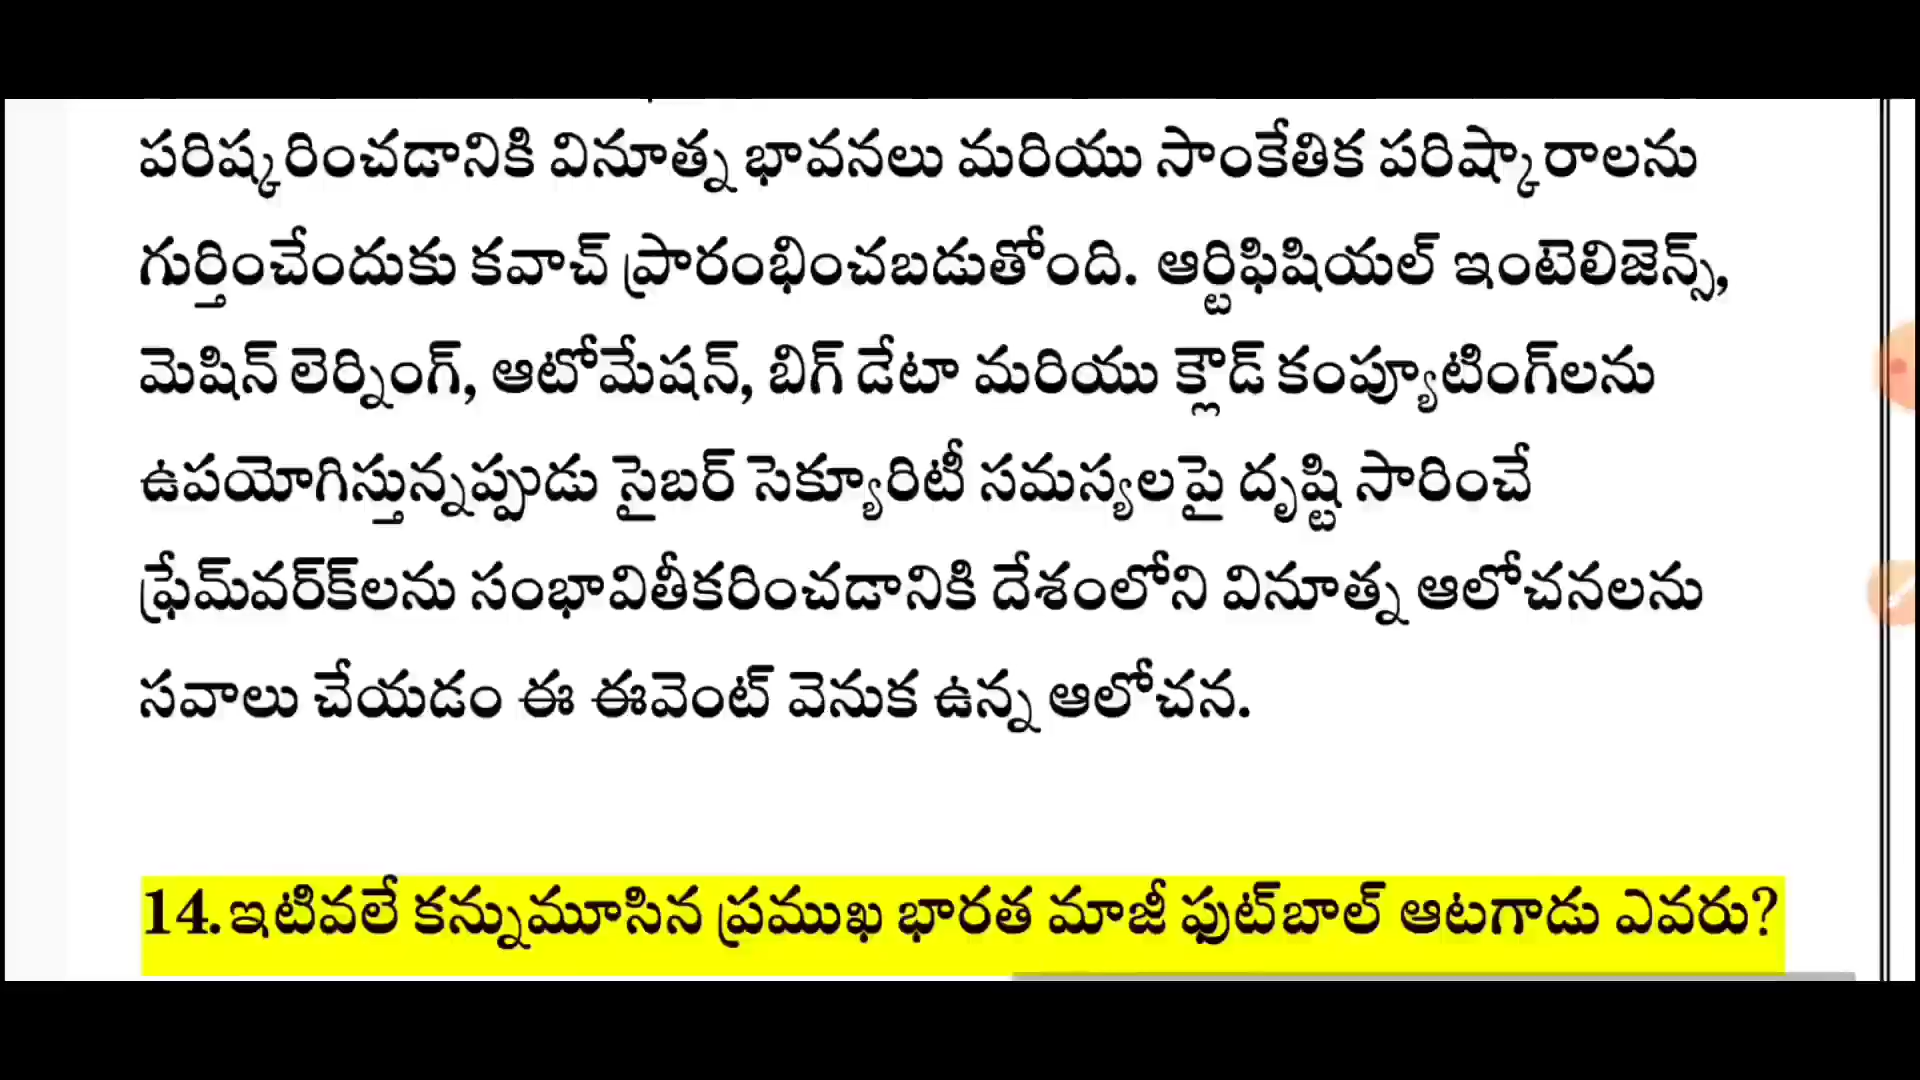 పరిష్కరించడానికి వినూత్న భావనలు మరియు సాంకేతిక పరిష్కారాలను
గుర్తించేందుకు కవాచ్ ప్రారంభించబడుతోంది. ఆర్టిఫిషియల్ ఇంటెలిజెన్స్,
మెషిన్ లెర్నింగ్, ఆటోమేషన్, బిగ్ డేటా మరియు క్లౌడ్ కంప్యూటింగ్‌లను
ఉపయోగిస్తున్నప్పుడు సైబర్ సెక్యూరిటీ సమస్యలపై దృష్టి సారించే
ఫ్రేమ్‌వర్క్‌లను సంభావితీకరించడానికి దేశంలోని వినూత్న ఆలోచనలను
సవాలు చేయడం ఈ ఈవెంట్ వెనుక ఉన్న ఆలోచన.
14. ఇటివలే కన్నుమూసిన ప్రముఖ భారత మాజీ ఫుట్‌బాల్ ఆటగాడు ఎవరు?